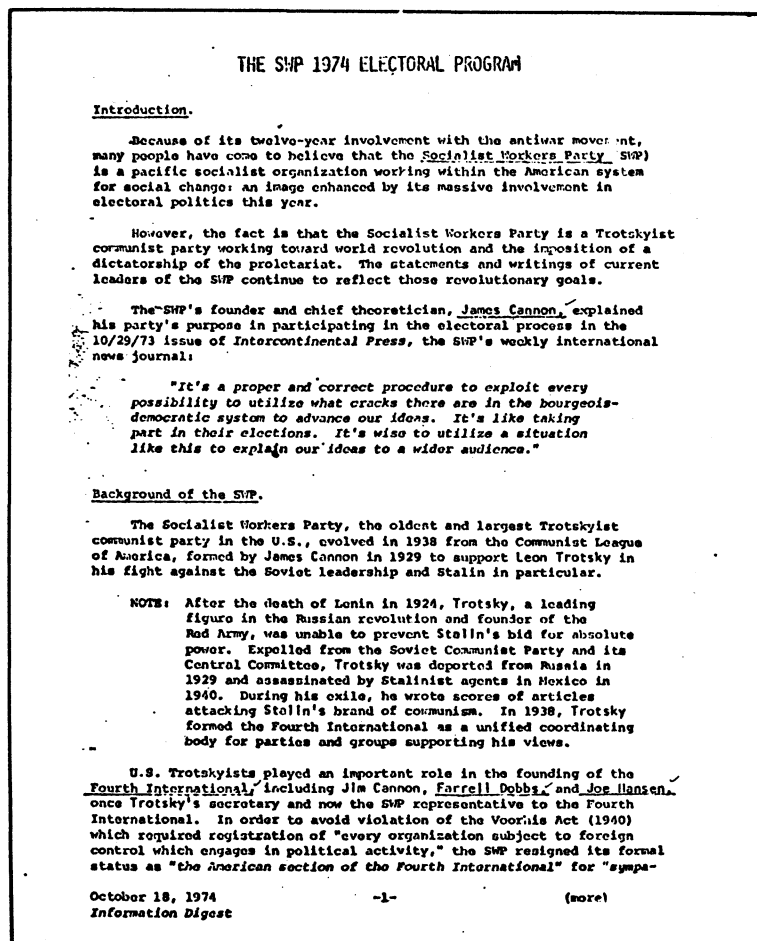 THE SWP 1974 ELECTORAL PROGRAM
Introduction.
Because of its twelve-year involvement with the antiwar movement,
many people have come to believe that the Socialist Workers Party SWP)
is a pacific socialist organization working within the American system
for social change: an image enhanced by its massive involvement in
electoral politics this year.
However, the fact is that the Socialist Workers Party is a Trotskyist
communist party working toward world revolution and the imposition of a
dictatorship of the proletariat. The statements and writings of current
leaders of the SWP continue to reflect those revolutionary goals.
The SWP's founder and chief theoretician, James Cannon, explained
his party's purpose in participating in the electoral process in the
10/29/73 issue of Intercontinental Press, the SWP's weekly international
news journal:
"It's a proper and correct procedure to exploit every
possibility to utilize what cracks there are in the bourgeois-
democratic system to advance our ideas. It's like taking
part in their elections. It's wise to utilize a situation
like this to explain our ideas to a wider audience."
Background of the SWP.
The Socialist Workers Party, the oldest and largest Trotskyist
communist party in the U.S., evolved in 1938 from the Communist League
of America, formed by James Cannon in 1929 to support Leon Trotsky in
his fight against the Soviet leadership and Stalin in particular.
NOTE: After the death of Lenin in 1924, Trotsky, a leading
figure in the Russian revolution and founder of the
Red Army, was unable to prevent Stalin's bid for absolute
power. Expelled from the Soviet Communist Party and its
Central Committee, Trotsky was deported from Russia in
1929 and assassinated by Stalinist agents in Mexico in
1940. During his exile, he wrote scores of articles
attacking Stalin's brand of communism. In 1938, Trotsky
formed the Fourth International as a unified coordinating
body for parties and groups supporting his views.
U.S. Trotskyists played an important role in the founding of the
Fourth International, including Jim Cannon, Farrell Dobbs, and Joe Hansen,
once Trotsky's secretary and now the SWP representative to the Fourth
International. In order to avoid violation of the Voorhis Act (1940)
which required registration of "every organization subject to foreign
control which engages in political activity," the SWP resigned its formal
status as "the American section of the Fourth International" for "sympa-
October 18, 1974 -1- (more)
Information Digest